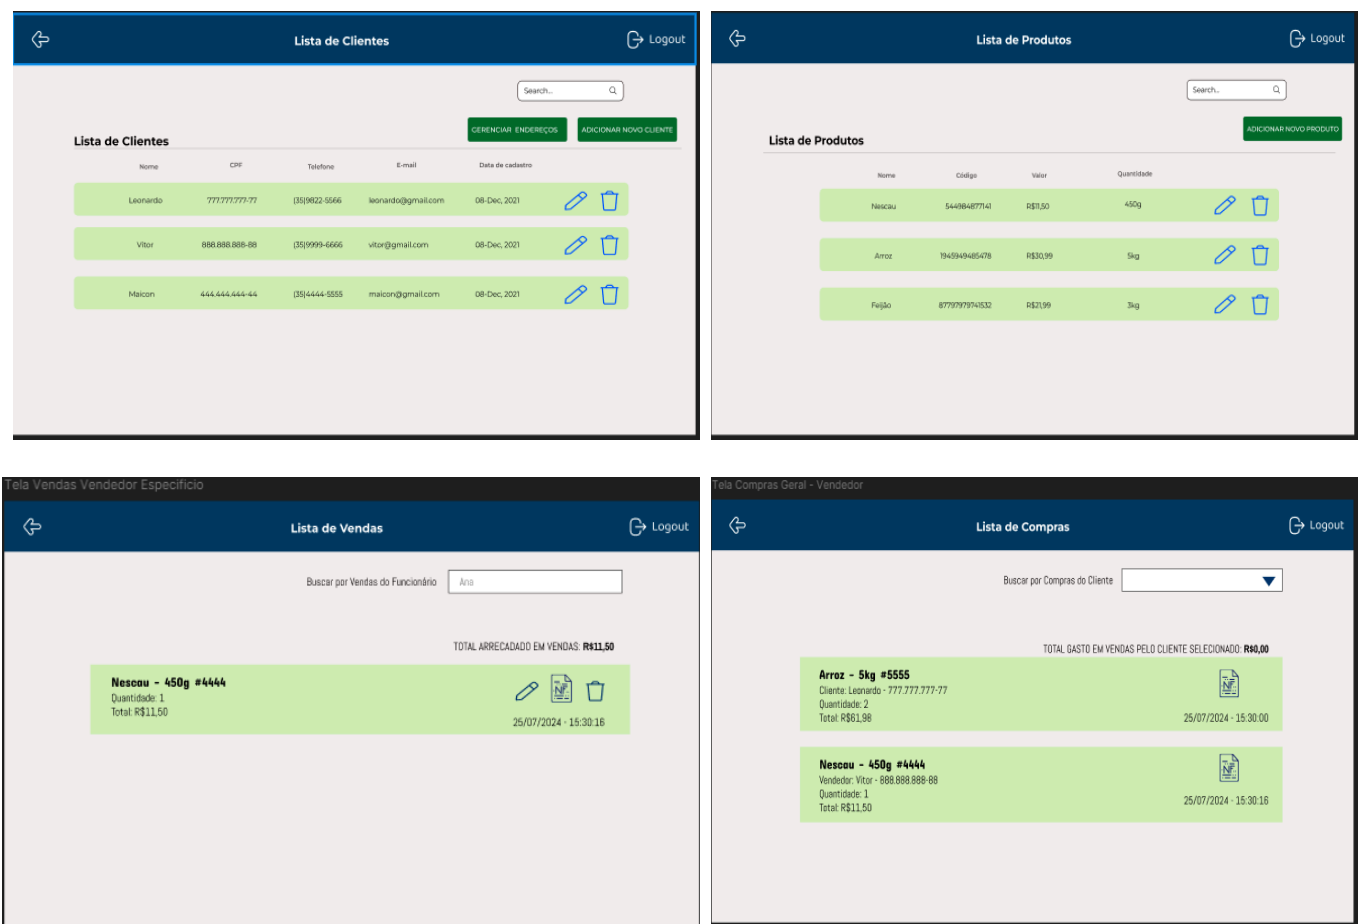 Lista de Clientes
Logout
Search...
GERENCIAR ENDEREÇOS
ADICIONAR NOVO CLIENTE
Lista de Clientes
Nome CPF Telefone E-mail Data de cadastro
Leonardo 777.777.777-77 (35)9822-5566 leonardo@gmail.com 08-Dec, 2021
Vitor 888.888.888-88 (35)9999-6666 vitor@gmail.com 08-Dec, 2021
Maicon 444.444.444-44 (35)4444-5555 maicon@gmail.com 08-Dec, 2021
Lista de Produtos
Logout
Search..
ADICIONAR NOVO PRODUTO
Lista de Produtos
Nome Código Valor Quantidade
Nescau 544984877141 R$11,50 450g
Arroz 1945949485478 R$30,99 5kg
Feijão 87797979741532 R$21,99 3kg
Tela Vendas Vendedor Especifício
Lista de Vendas
Logout
Buscar por Vendas do Funcionário Ana
TOTAL ARRECADADO EM VENDAS: R$11,50
Nescau - 450g #4444
Quantidade: 1
Total: R$11,50
NF
25/07/2024 - 15:30:16
Tela Compras Geral - Vendedor
Lista de Compras
Logout
Buscar por Compras do Cliente
TOTAL GASTO EM VENDAS PELO CLIENTE SELECIONADO: R$0,00
Arroz - 5kg #5555
Cliente: Leonardo - 777.777.777-77
Quantidade: 2
Total: R$61,98
NF
25/07/2024 - 15:30:00
Nescau - 450g #4444
Vendedor: Vitor - 888.888.888-88
Quantidade: 1
Total: R$11,50
NF
25/07/2024 - 15:30:16